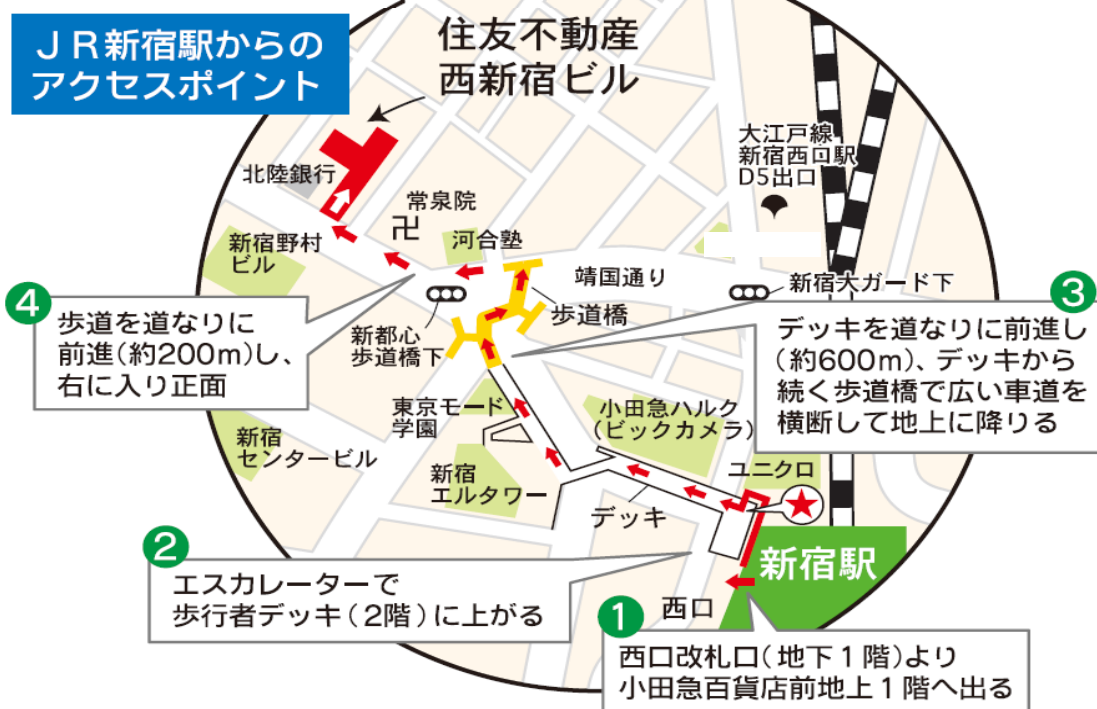 JR新宿駅からの
アクセスポイント
住友不動産
西新宿ビル
大江戸線
新宿西口駅
D5出口
北陸銀行
常泉院
卍
河合塾
新宿野村
ビル
靖国通り
新宿大ガード下
歩道橋
新都心
歩道橋下
4
歩道を道なりに
前進(約200m)し、
右に入り正面
3
デッキを道なりに前進し
(約600m)、デッキから
続く歩道橋で広い車道を
横断して地上に降りる
東京モード
学園
小田急ハルク
(ビックカメラ)
新宿
センタービル
新宿
エルタワー
ユニクロ
デッキ
2
エスカレーターで
歩行者デッキ(2階)に上がる
新宿駅
西口
1
西口改札口(地下1階)より
小田急百貨店前地上1階へ出る